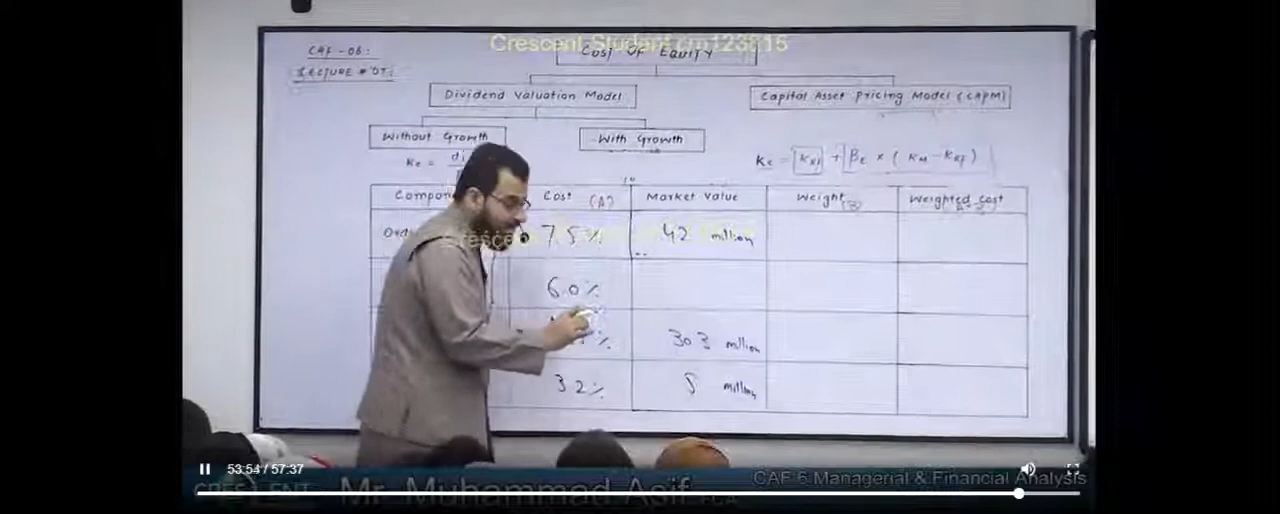 Crescent Student cm123815
CAF - 06:
LECTURE # 07:
COST OF EQUITY
Dividend Valuation Model
Capital Asset Pricing Model (CAPM)
Without Growth
With Growth
Ke =
Ke = KRf + βE × (KM - KRf)
Cost (A)
Market Value
Weight (B)
Weighted Cost
7.5%
42 million
6.0%
30.3 million
3.2%
5 million
53:54 / 57:37
CRESCENT
Mr. Muhammad Asif FCA
CAF 6 Managerial & Financial Analysis